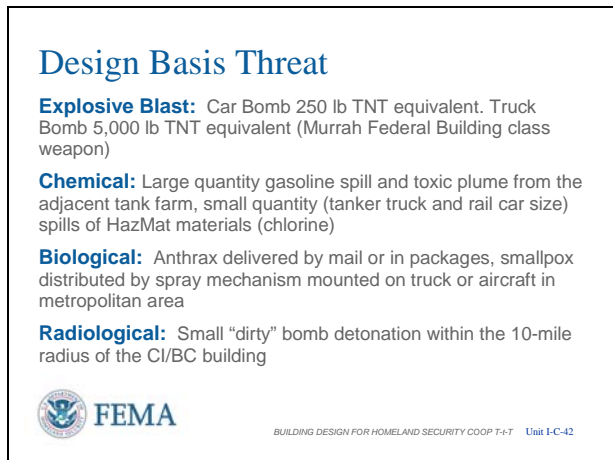 Design Basis Threat
Explosive Blast: Car Bomb 250 lb TNT equivalent. Truck
Bomb 5,000 lb TNT equivalent (Murrah Federal Building class
weapon)
Chemical: Large quantity gasoline spill and toxic plume from the
adjacent tank farm, small quantity (tanker truck and rail car size)
spills of HazMat materials (chlorine)
Biological: Anthrax delivered by mail or in packages, smallpox
distributed by spray mechanism mounted on truck or aircraft in
metropolitan area
Radiological: Small “dirty” bomb detonation within the 10-mile
radius of the CI/BC building
FEMA
BUILDING DESIGN FOR HOMELAND SECURITY COOP T-t-T Unit I-C-42